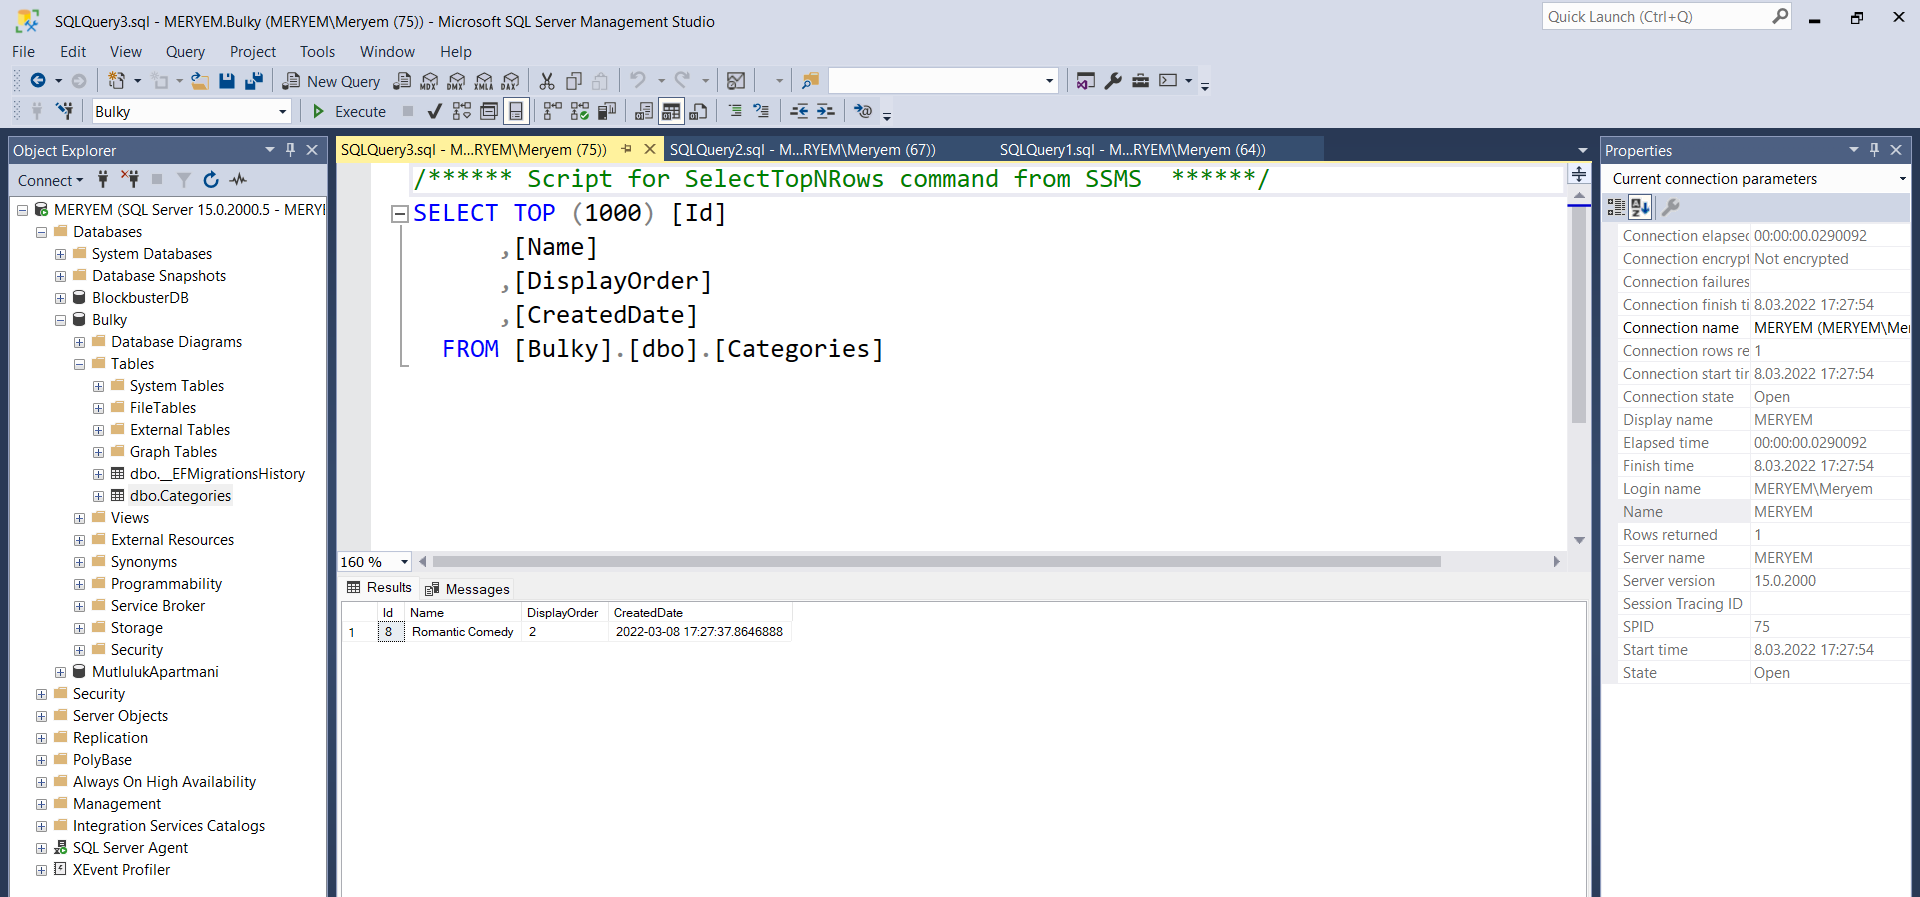 SQLQuery3.sql - MERYEM.Bulky (MERYEM\Meryem (75)) - Microsoft SQL Server Management Studio
Quick Launch (Ctrl+Q)
File Edit View Query Project Tools Window Help
New Query MDX DMX XMLA DAX
Bulky Execute
Object Explorer
Connect
MERYEM (SQL Server 15.0.2000.5 - MERYE
Databases
System Databases
Database Snapshots
BlockbusterDB
Bulky
Database Diagrams
Tables
System Tables
FileTables
External Tables
Graph Tables
dbo.__EFMigrationsHistory
dbo.Categories
Views
External Resources
Synonyms
Programmability
Service Broker
Storage
Security
MutlulukApartmani
Security
Server Objects
Replication
PolyBase
Always On High Availability
Management
Integration Services Catalogs
SQL Server Agent
XEvent Profiler
SQLQuery3.sql - M...RYEM\Meryem (75)) SQLQuery2.sql - M...RYEM\Meryem (67)) SQLQuery1.sql - M...RYEM\Meryem (64))
/****** Script for SelectTopNRows command from SSMS  ******/
SELECT TOP (1000) [Id]
,[Name]
,[DisplayOrder]
,[CreatedDate]
FROM [Bulky].[dbo].[Categories]
160 %
Results Messages
Id Name DisplayOrder CreatedDate
1 8 Romantic Comedy 2 2022-03-08 17:27:37.8646888
Properties
Current connection parameters
Connection elapsec 00:00:00.0290092
Connection encrypt Not encrypted
Connection failures
Connection finish ti 8.03.2022 17:27:54
Connection name MERYEM (MERYEM\Mer
Connection rows re 1
Connection start tir 8.03.2022 17:27:54
Connection state Open
Display name MERYEM
Elapsed time 00:00:00.0290092
Finish time 8.03.2022 17:27:54
Login name MERYEM\Meryem
Name MERYEM
Rows returned 1
Server name MERYEM
Server version 15.0.2000
Session Tracing ID
SPID 75
Start time 8.03.2022 17:27:54
State Open